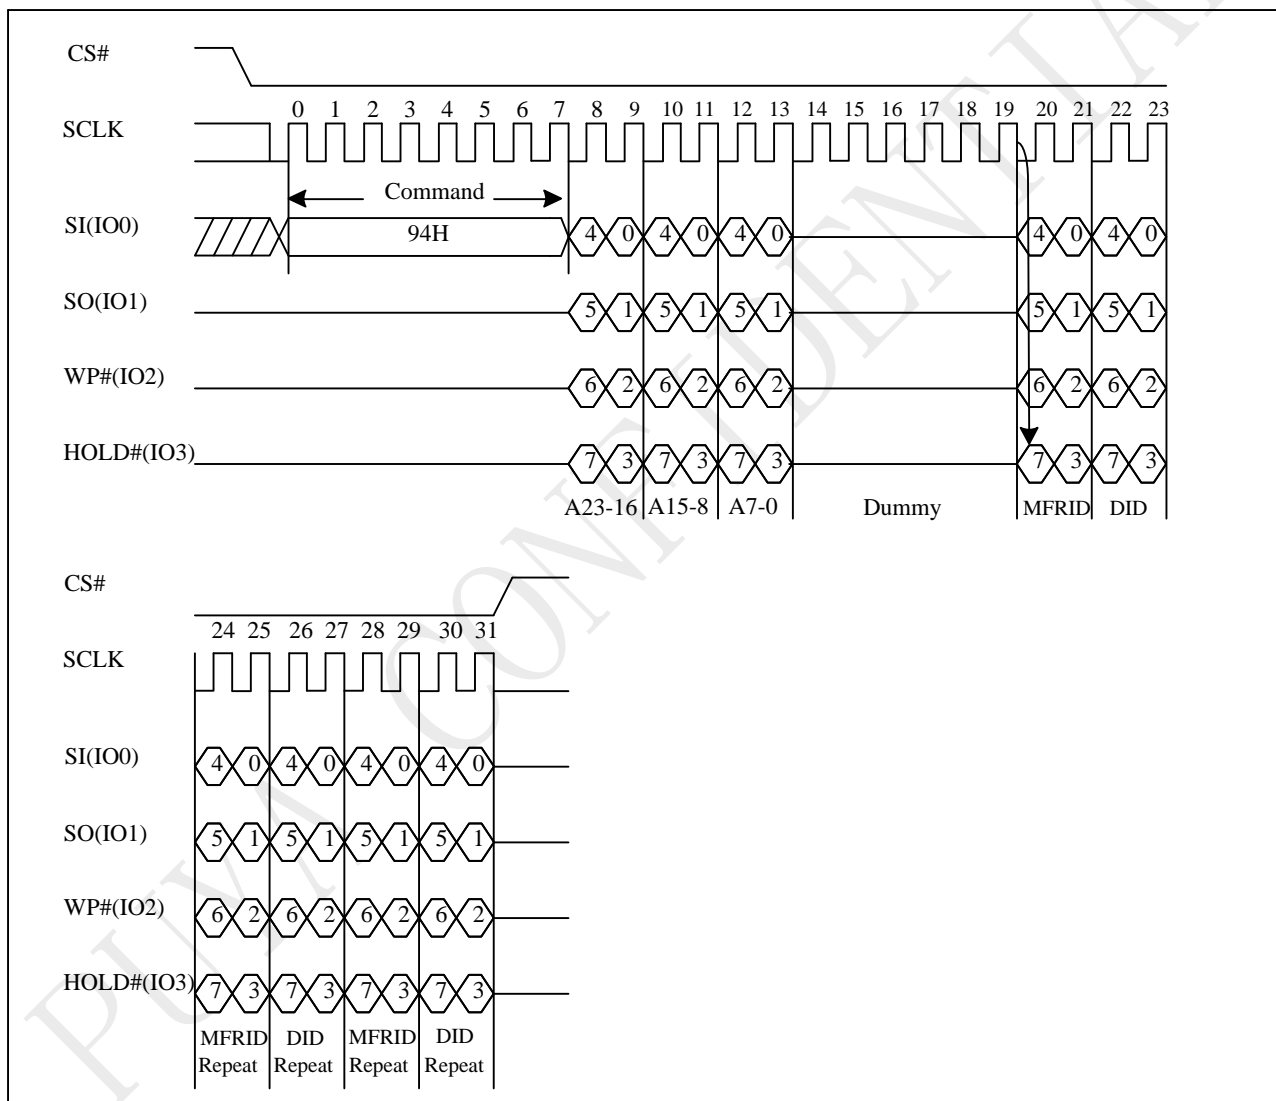 CS#
0 1 2 3 4 5 6 7 8 9 10 11 12 13 14 15 16 17 18 19 20 21 22 23
SCLK
Command
SI(IO0) 94H 4 0 4 0 4 0 4 0 4 0
SO(IO1) 5 1 5 1 5 1 5 1 5 1
WP#(IO2) 6 2 6 2 6 2 6 2 6 2
HOLD#(IO3) 7 3 7 3 7 3 7 3 7 3
A23-16 A15-8 A7-0 Dummy MFRID DID
CS#
24 25 26 27 28 29 30 31
SCLK
SI(IO0) 4 0 4 0 4 0 4 0
SO(IO1) 5 1 5 1 5 1 5 1
WP#(IO2) 6 2 6 2 6 2 6 2
HOLD#(IO3) 7 3 7 3 7 3 7 3
MFRID DID MFRID DID
Repeat Repeat Repeat Repeat
PUYA CONFIDENTIAL